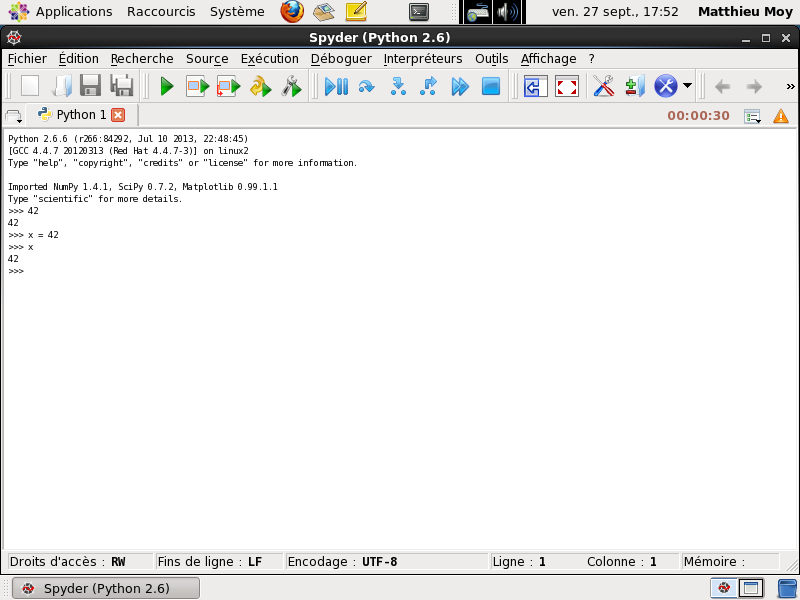 Applications Raccourcis Système ven. 27 sept., 17:52 Matthieu Moy
Spyder (Python 2.6)
Fichier Édition Recherche Source Exécution Déboguer Interpréteurs Outils Affichage ?
»
Python 1 00:00:30
Python 2.6.6 (r266:84292, Jul 10 2013, 22:48:45)
[GCC 4.4.7 20120313 (Red Hat 4.4.7-3)] on linux2
Type "help", "copyright", "credits" or "license" for more information.
Imported NumPy 1.4.1, SciPy 0.7.2, Matplotlib 0.99.1.1
Type "scientific" for more details.
>>> 42
42
>>> x = 42
>>> x
42
>>>
Droits d'accès : RW Fins de ligne : LF Encodage : UTF-8 Ligne : 1 Colonne : 1 Mémoire :
Spyder (Python 2.6)